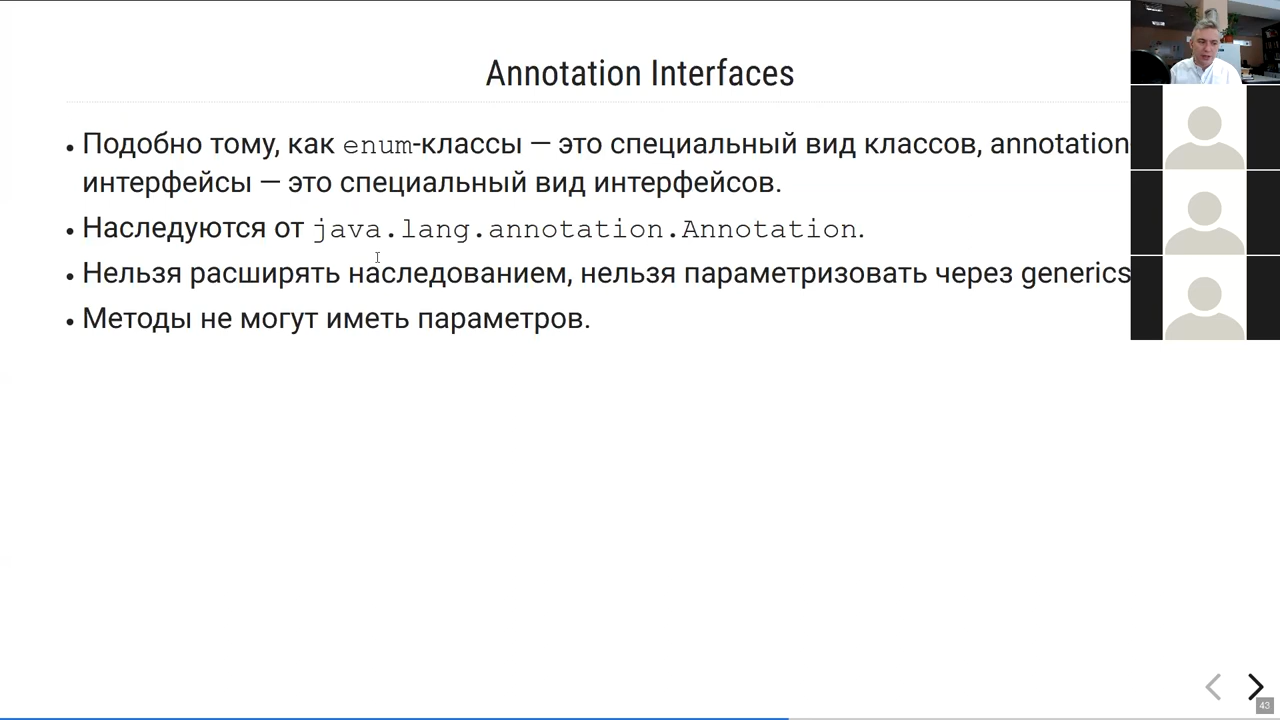 Annotation Interfaces
• Подобно тому, как enum-классы — это специальный вид классов, annotation
интерфейсы — это специальный вид интерфейсов.
• Наследуются от java.lang.annotation.Annotation.
• Нельзя расширять наследованием, нельзя параметризовать через generics
• Методы не могут иметь параметров.
43